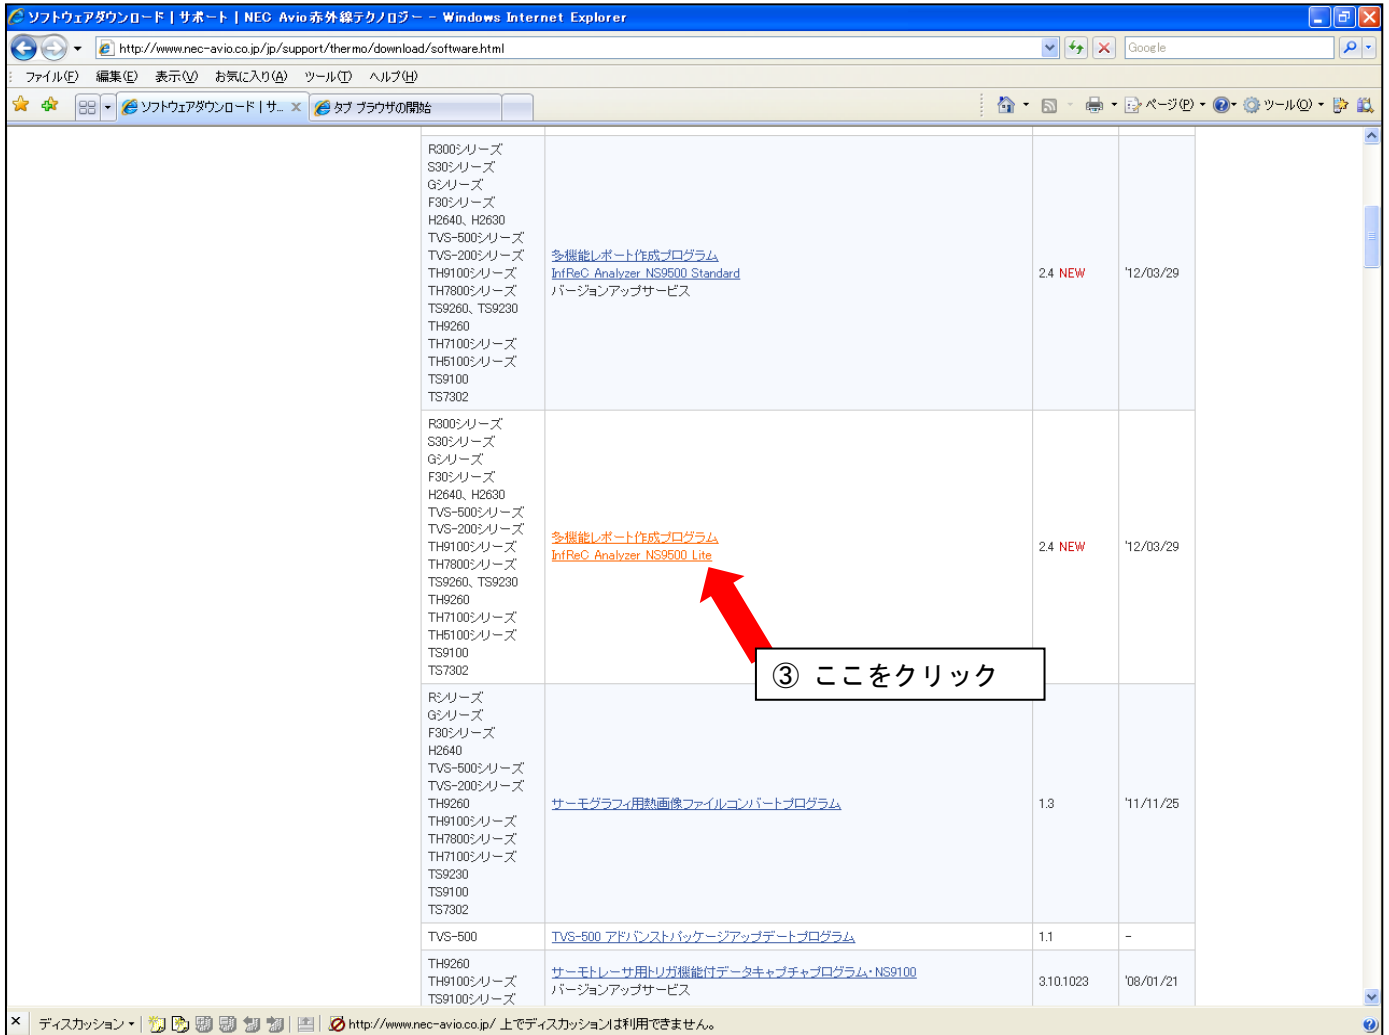 ソフトウェアダウンロード | サポート | NEC Avio赤外線テクノロジー - Windows Internet Explorer
http://www.nec-avio.co.jp/jp/support/thermo/download/software.html
Google
ファイル(F) 編集(E) 表示(V) お気に入り(A) ツール(T) ヘルプ(H)
ソフトウェアダウンロード | サ... タブ ブラウザの開始 ページ(P) ツール(O)
R300シリーズ
S30シリーズ
Gシリーズ
F30シリーズ
H2640、H2630
TVS-500シリーズ
TVS-200シリーズ
TH9100シリーズ
TH7800シリーズ
TS9260、TS9230
TH9260
TH7100シリーズ
TH5100シリーズ
TS9100
TS7302
多機能レポート作成プログラム
InfReC Analyzer NS9500 Standard
バージョンアップサービス
2.4 NEW
'12/03/29
R300シリーズ
S30シリーズ
Gシリーズ
F30シリーズ
H2640、H2630
TVS-500シリーズ
TVS-200シリーズ
TH9100シリーズ
TH7800シリーズ
TS9260、TS9230
TH9260
TH7100シリーズ
TH5100シリーズ
TS9100
TS7302
多機能レポート作成プログラム
InfReC Analyzer NS9500 Lite
2.4 NEW
'12/03/29
③ ここをクリック
Rシリーズ
Gシリーズ
F30シリーズ
H2640
TVS-500シリーズ
TVS-200シリーズ
TH9260
TH9100シリーズ
TH7800シリーズ
TH7100シリーズ
TS9230
TS9100
TS7302
サーモグラフィ用熱画像ファイルコンバートプログラム
1.3
'11/11/25
TVS-500
TVS-500 アドバンストパッケージアップデートプログラム
1.1
-
TH9260
TH9100シリーズ
TS9100シリーズ
サーモトレーサ用トリガ機能付データキャプチャプログラム・NS9100
バージョンアップサービス
3.10.1023
'08/01/21
ディスカッション http://www.nec-avio.co.jp/ 上でディスカッションは利用できません。